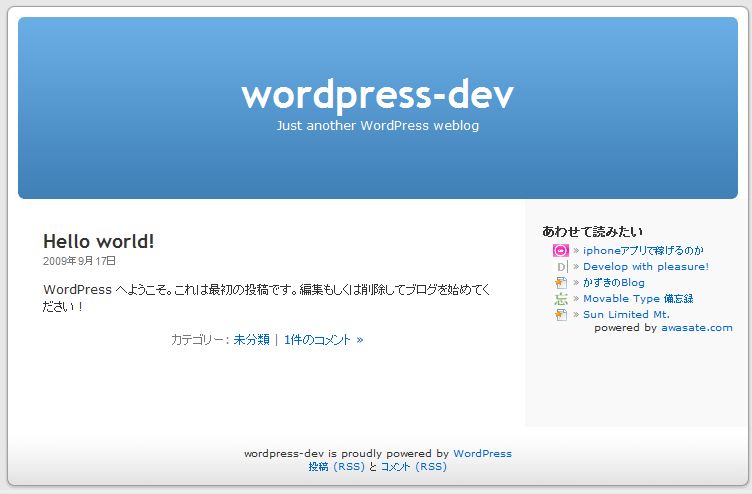 wordpress-dev
Just another WordPress weblog
Hello world!
2009年9月17日
WordPress へようこそ。これは最初の投稿です。編集もしくは削除してブログを始めてく
ださい！
カテゴリー: 未分類 | 1件のコメント »
あわせて読みたい
» iphoneアプリで稼げるのか
D| » Develop with pleasure!
» かずきのBlog
忘 » Movable Type 備忘録
» Sun Limited Mt.
powered by awasate.com
wordpress-dev is proudly powered by WordPress
投稿 (RSS) と コメント (RSS)